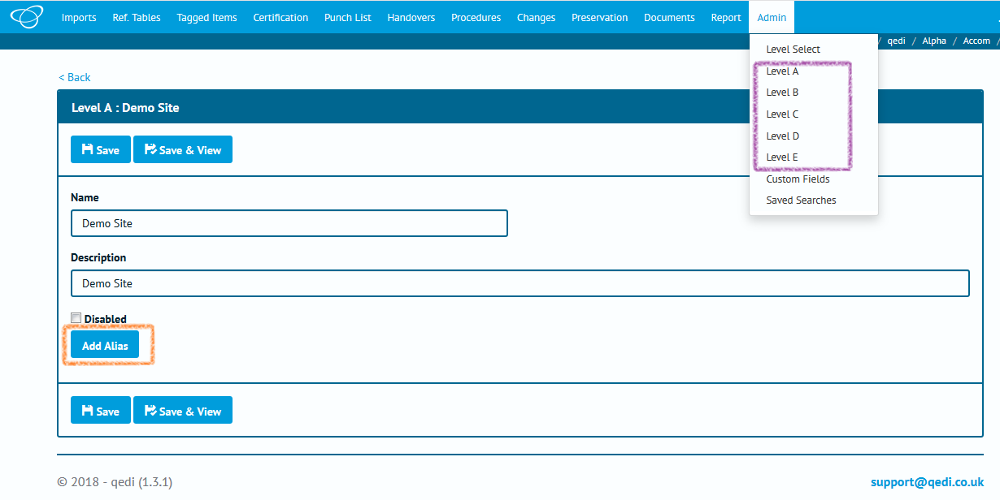 Imports Ref. Tables Tagged Items Certification Punch List Handovers Procedures Changes Preservation Documents Report Admin
/ qedi / Alpha / Accom /
Level Select
Level A
Level B
Level C
Level D
Level E
Custom Fields
Saved Searches
< Back
Level A : Demo Site
Save Save & View
Name
Demo Site
Description
Demo Site
Disabled
Add Alias
Save Save & View
© 2018 - qedi (1.3.1) support@qedi.co.uk